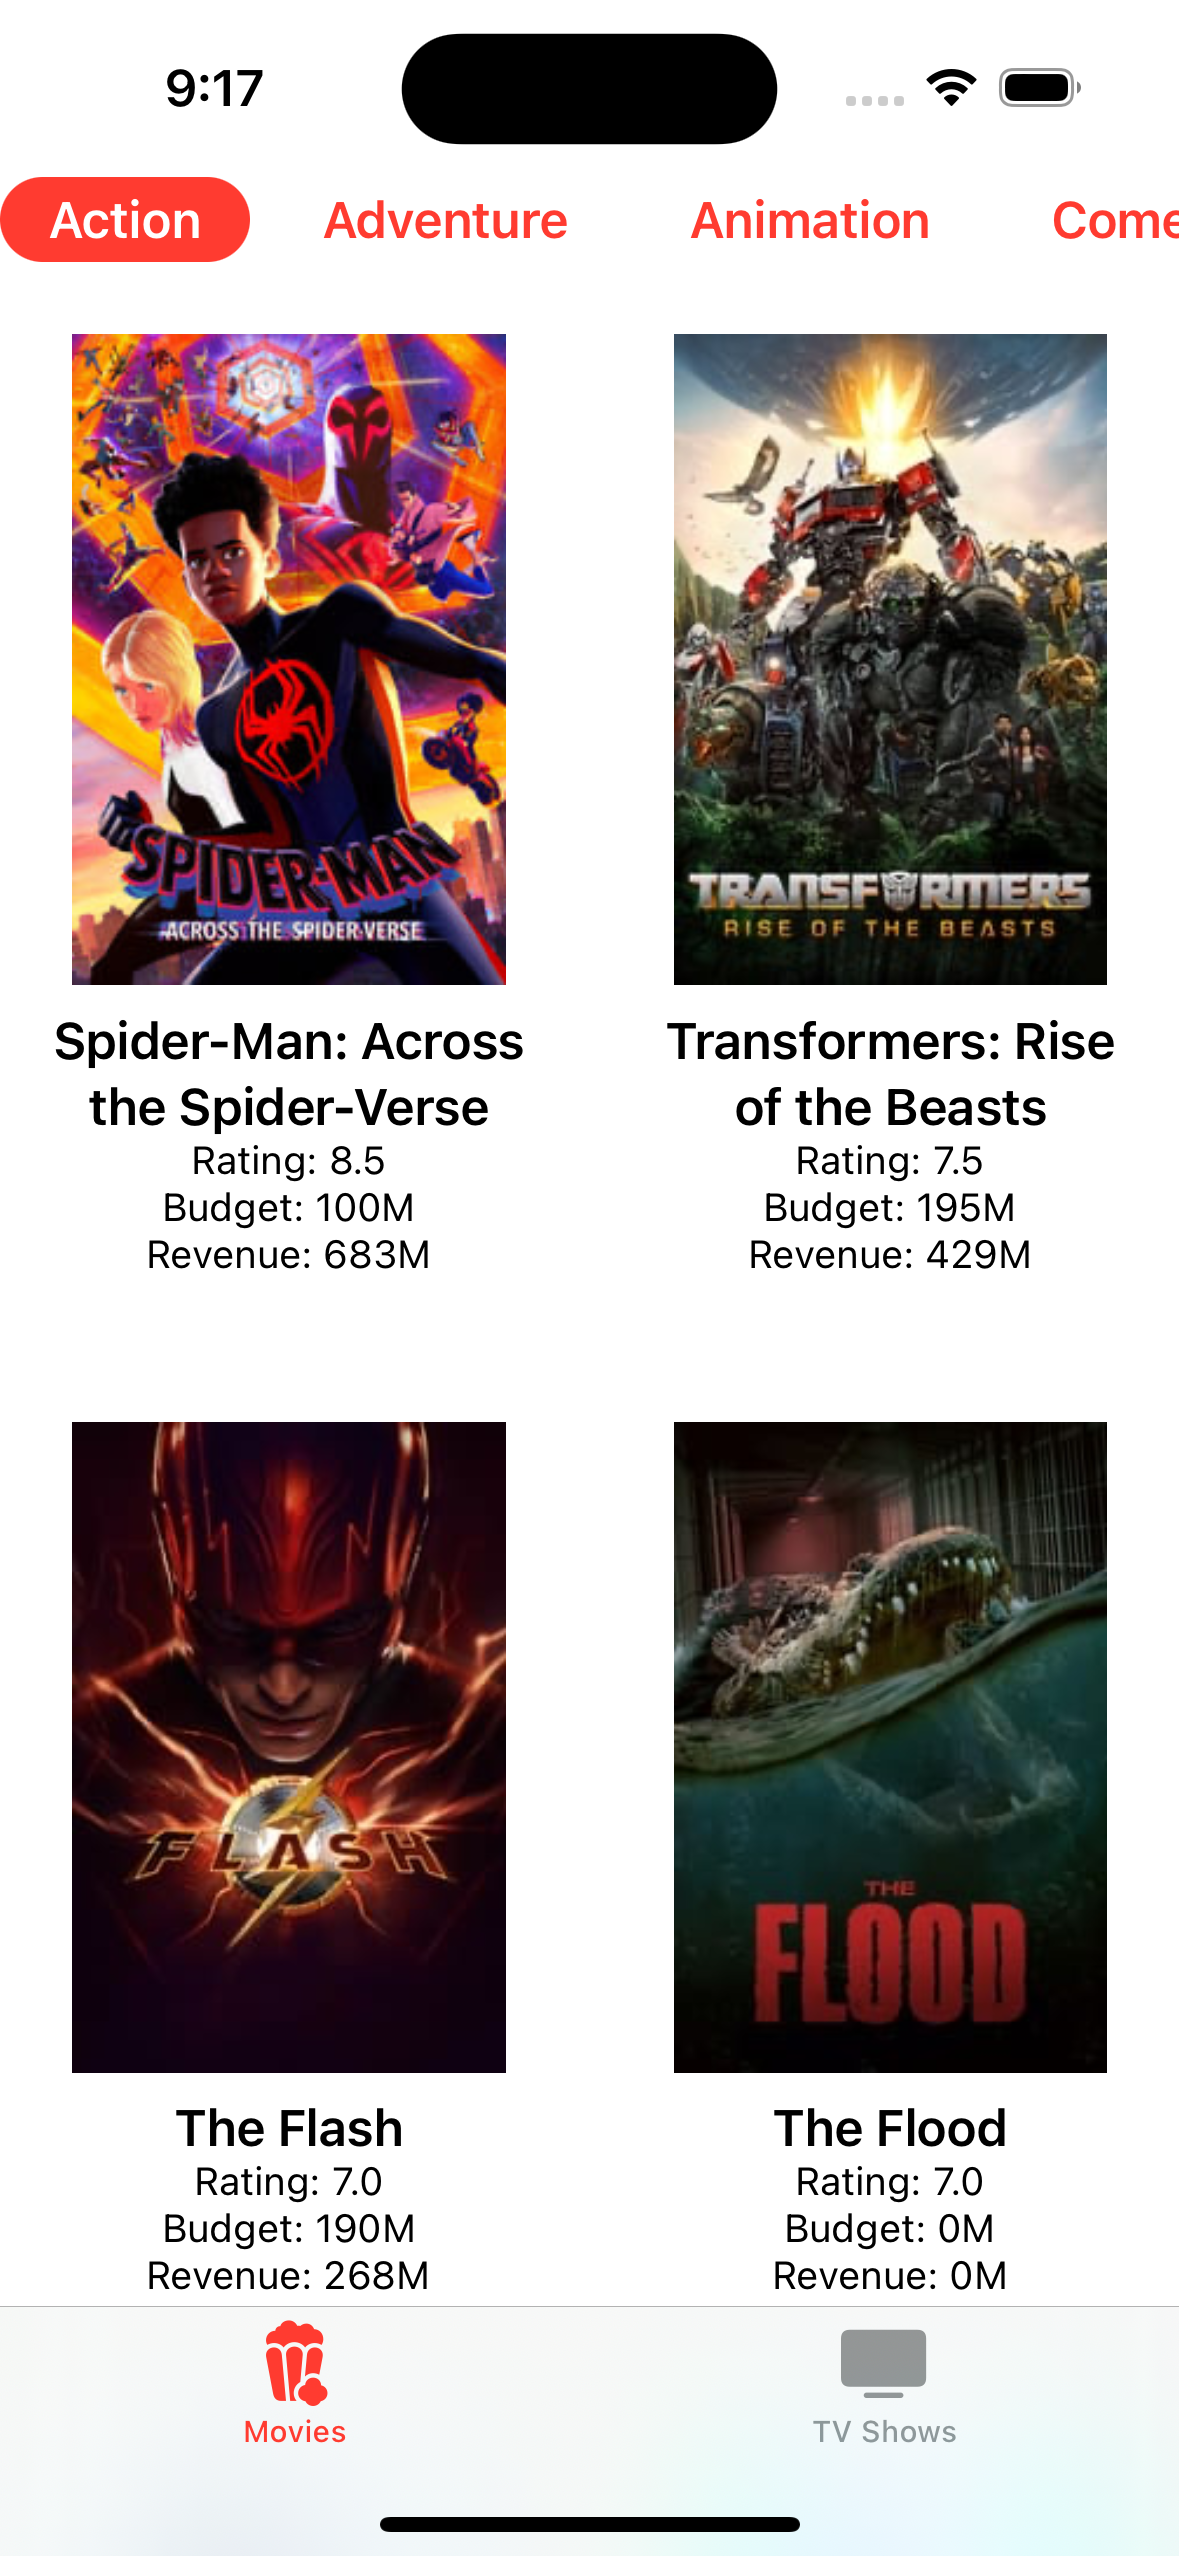 9:17
Action
Adventure
Animation
Come
SPIDER-MAN
ACROSS THE SPIDER-VERSE
TRANSFORMERS
RISE OF THE BEASTS
Spider-Man: Across
the Spider-Verse
Rating: 8.5
Budget: 100M
Revenue: 683M
Transformers: Rise
of the Beasts
Rating: 7.5
Budget: 195M
Revenue: 429M
FLASH
THE
FLOOD
The Flash
Rating: 7.0
Budget: 190M
Revenue: 268M
The Flood
Rating: 7.0
Budget: 0M
Revenue: 0M
Movies
TV Shows